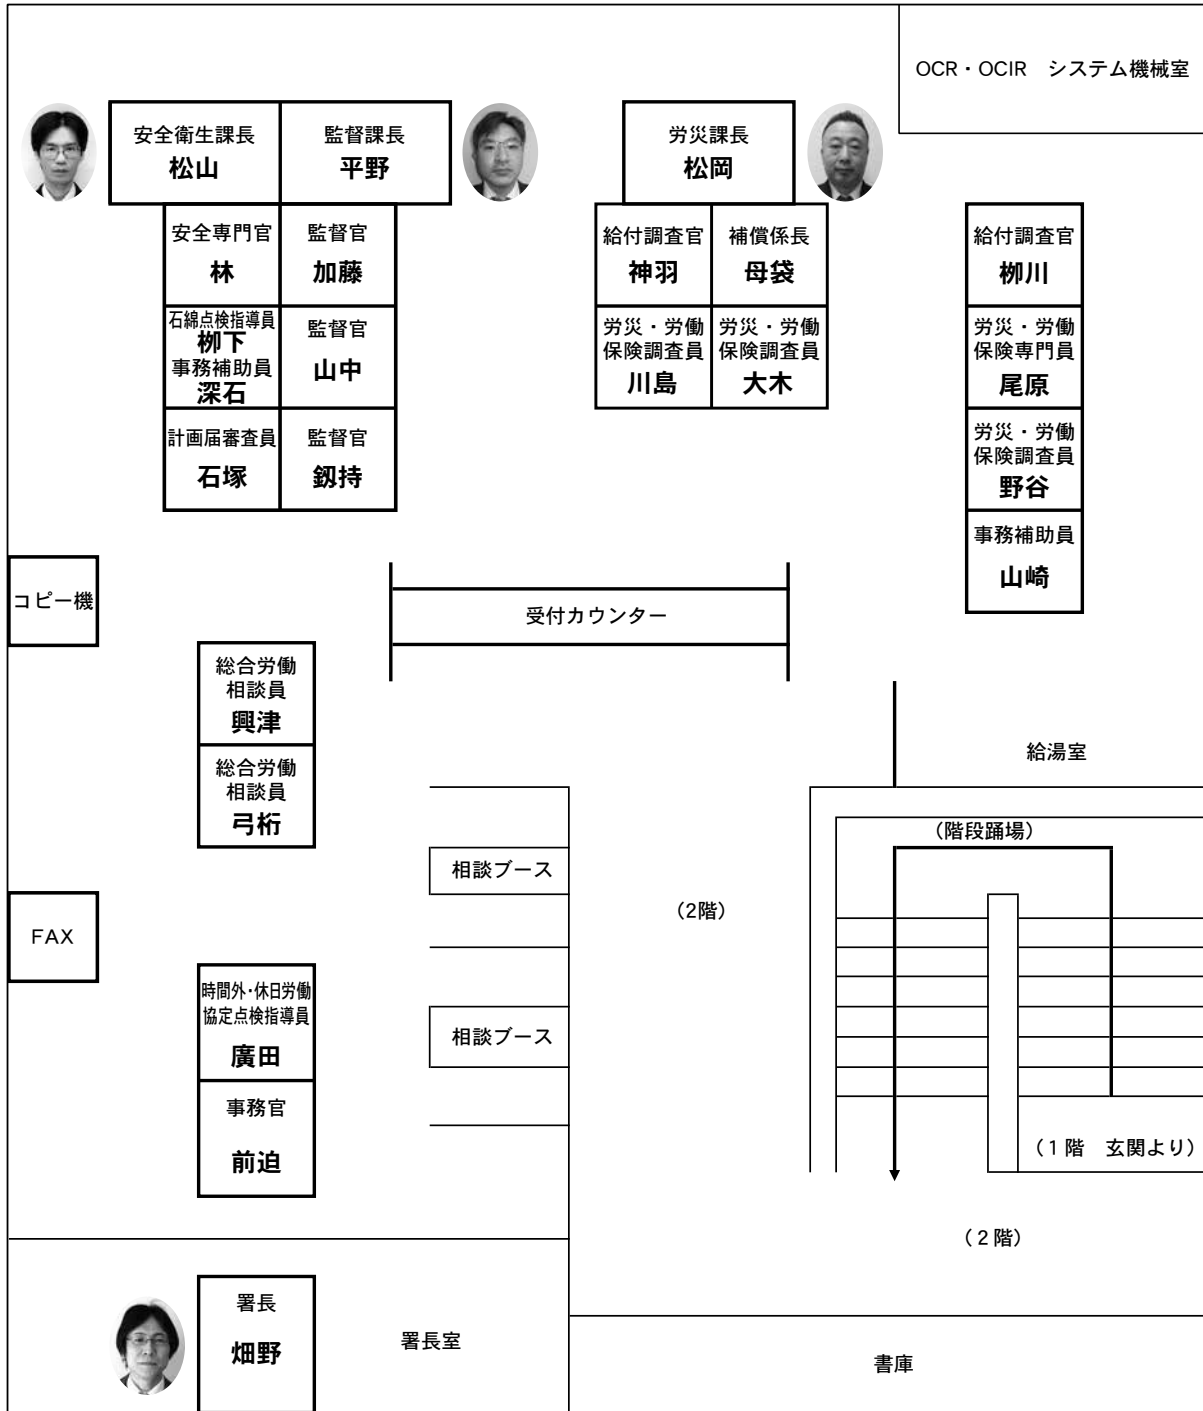 OCR・OCIR　システム機械室
安全衛生課長
松山
監督課長
平野
労災課長
松岡
安全専門官
林
監督官
加藤
石綿点検指導員
栁下
事務補助員
深石
監督官
山中
計画届審査員
石塚
監督官
釼持
給付調査官
神羽
補償係長
母袋
労災・労働
保険調査員
川島
労災・労働
保険調査員
大木
給付調査官
栁川
労災・労働
保険専門員
尾原
労災・労働
保険調査員
野谷
事務補助員
山崎
コピー機
受付カウンター
総合労働
相談員
興津
総合労働
相談員
弓桁
給湯室
（階段踊場）
相談ブース
（2階）
FAX
時間外・休日労働
協定点検指導員
廣田
相談ブース
事務官
前迫
（１階　玄関より）
（２階）
署長
畑野
署長室
書庫